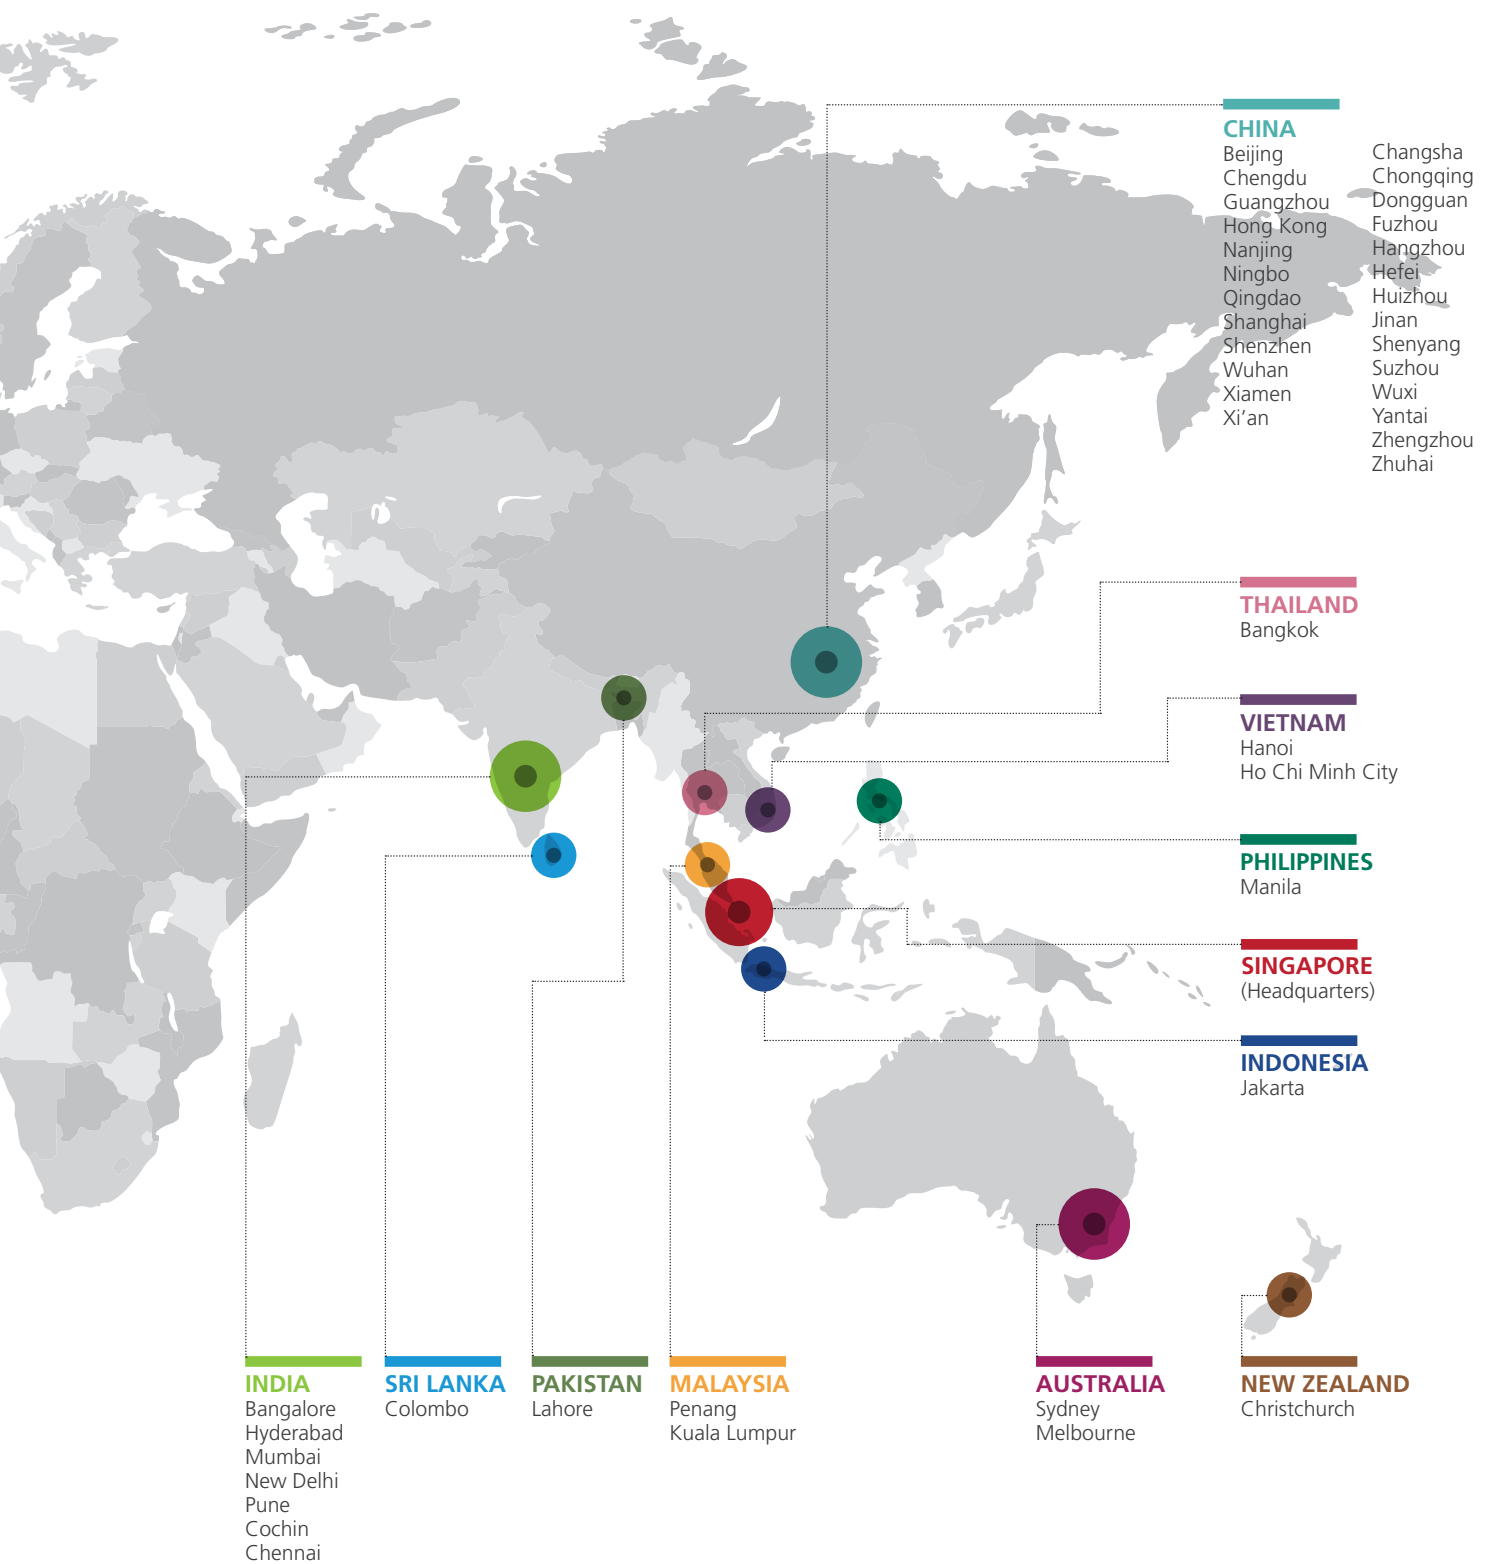 CHINA
Beijing
Chengdu
Guangzhou
Hong Kong
Nanjing
Ningbo
Qingdao
Shanghai
Shenzhen
Wuhan
Xiamen
Xi’an
Changsha
Chongqing
Dongguan
Fuzhou
Hangzhou
Hefei
Huizhou
Jinan
Shenyang
Suzhou
Wuxi
Yantai
Zhengzhou
Zhuhai
THAILAND
Bangkok
VIETNAM
Hanoi
Ho Chi Minh City
PHILIPPINES
Manila
SINGAPORE
(Headquarters)
INDONESIA
Jakarta
INDIA
Bangalore
Hyderabad
Mumbai
New Delhi
Pune
Cochin
Chennai
SRI LANKA
Colombo
PAKISTAN
Lahore
MALAYSIA
Penang
Kuala Lumpur
AUSTRALIA
Sydney
Melbourne
NEW ZEALAND
Christchurch